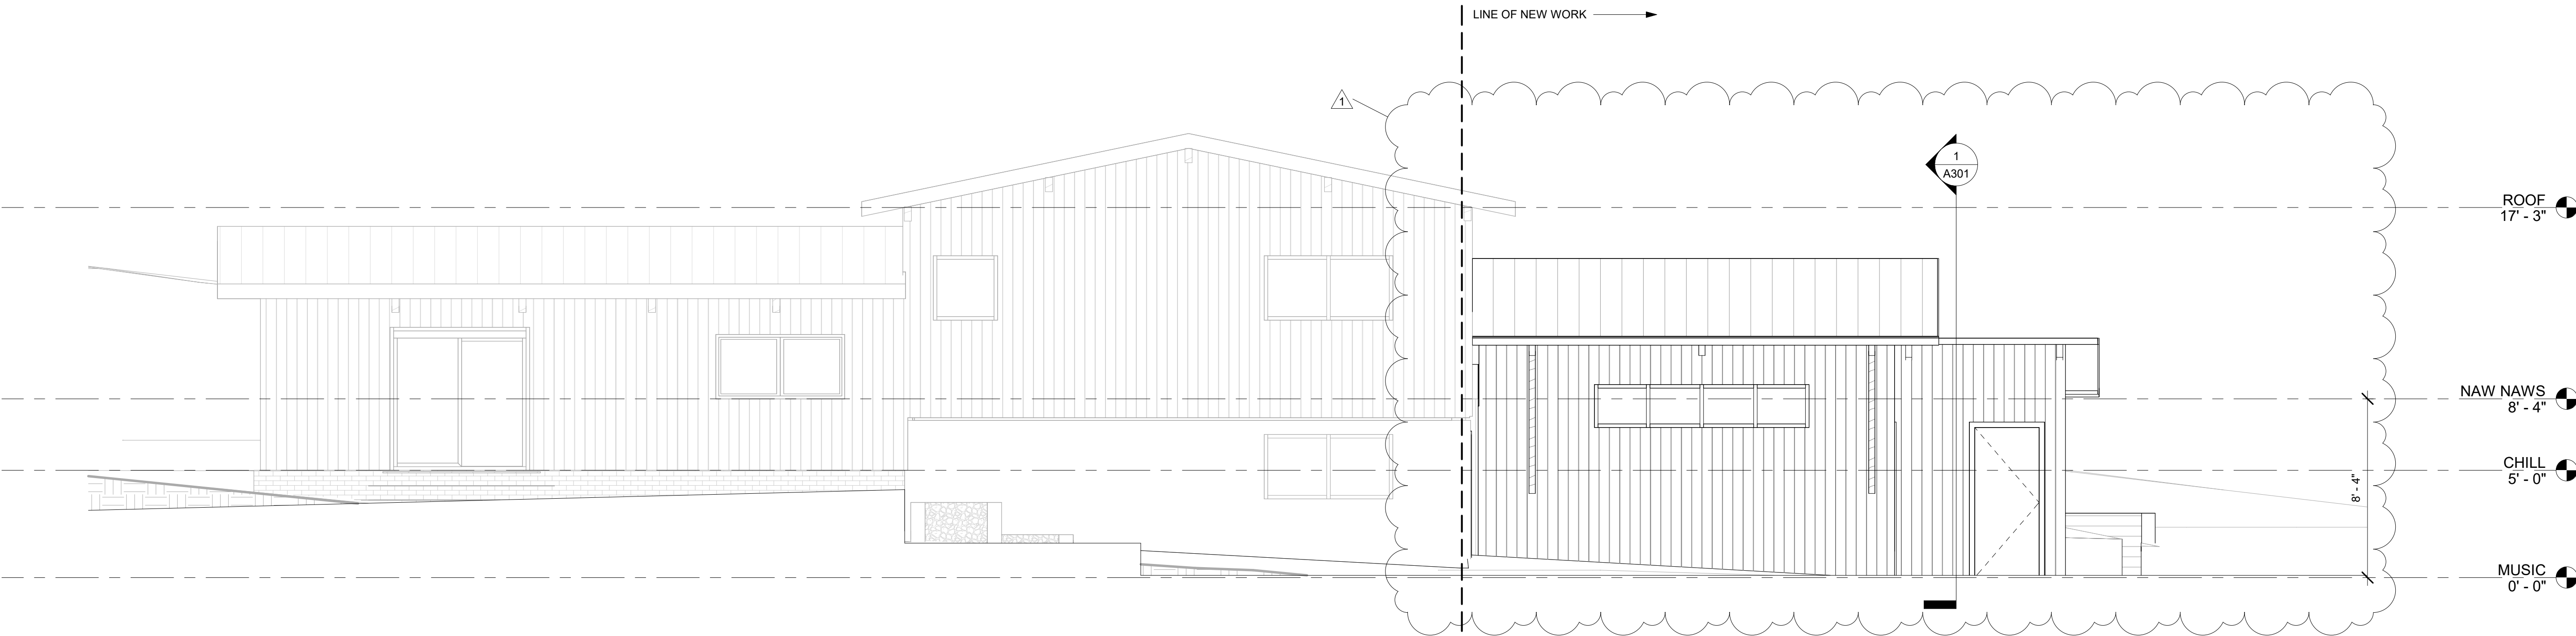 LINE OF NEW WORK
1
1
A301
ROOF
17' - 3"
NAW NAWS
8' - 4"
CHILL
5' - 0"
8' - 4"
MUSIC
0' - 0"